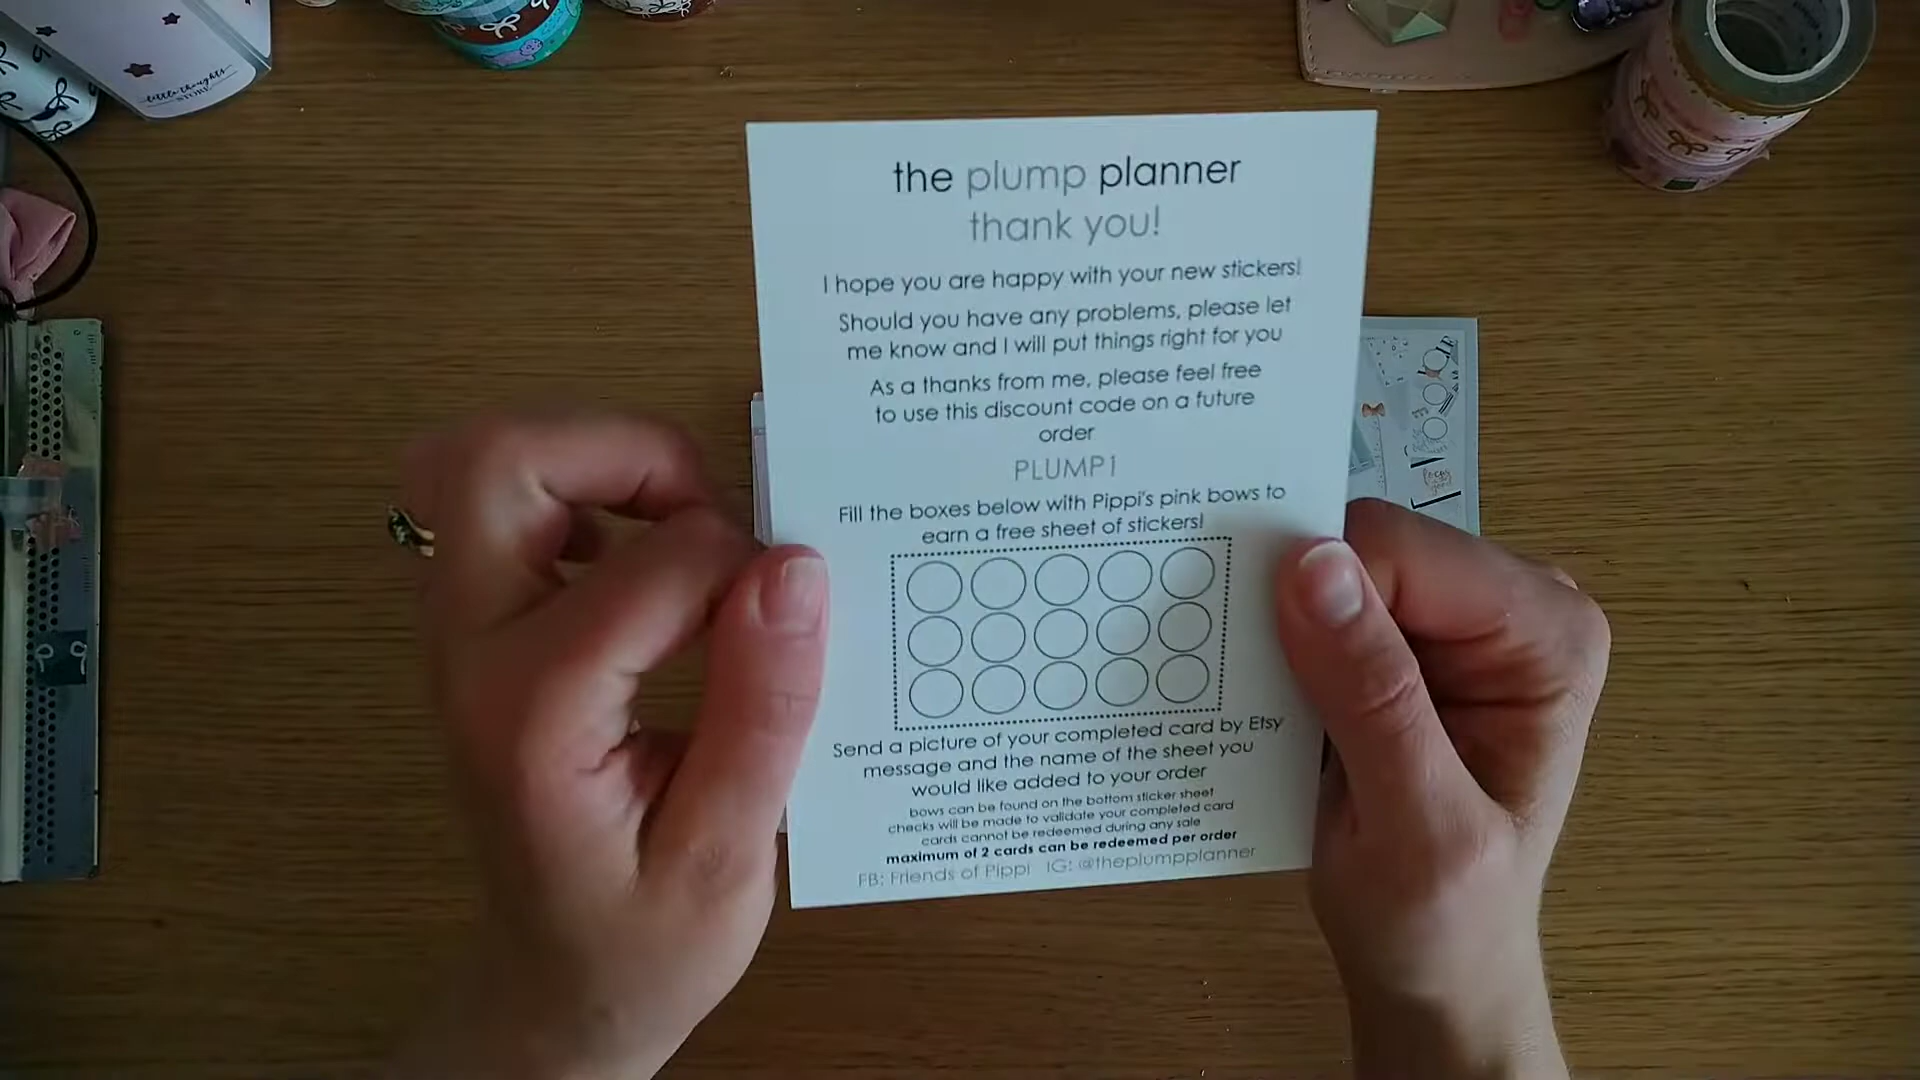 little thoughts
STORE
the plump planner
thank you!
I hope you are happy with your new stickers!
Should you have any problems, please let
me know and I will put things right for you
As a thanks from me, please feel free
to use this discount code on a future
order
PLUMP1
Fill the boxes below with Pippi's pink bows to
earn a free sheet of stickers!
Send a picture of your completed card by Etsy
message and the name of the sheet you
would like added to your order
bows can be found on the bottom sticker sheet
checks will be made to validate your completed card
cards cannot be redeemed during any sale
maximum of 2 cards can be redeemed per order
FB: Friends of Pippi IG: @theplumpplanner